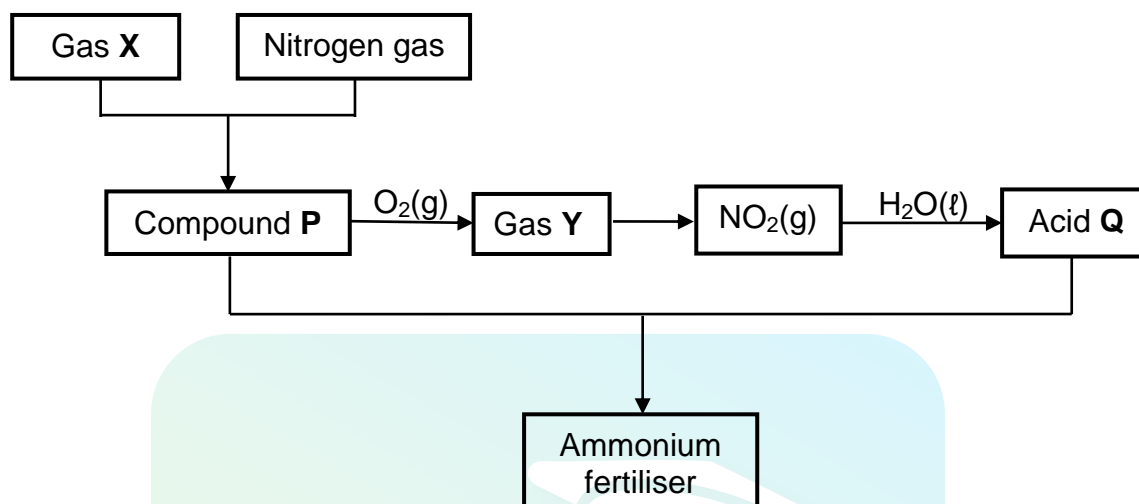 Gas X
Nitrogen gas
Compound P
O₂(g)
Gas Y
NO₂(g)
H₂O(ℓ)
Acid Q
Ammonium
fertiliser